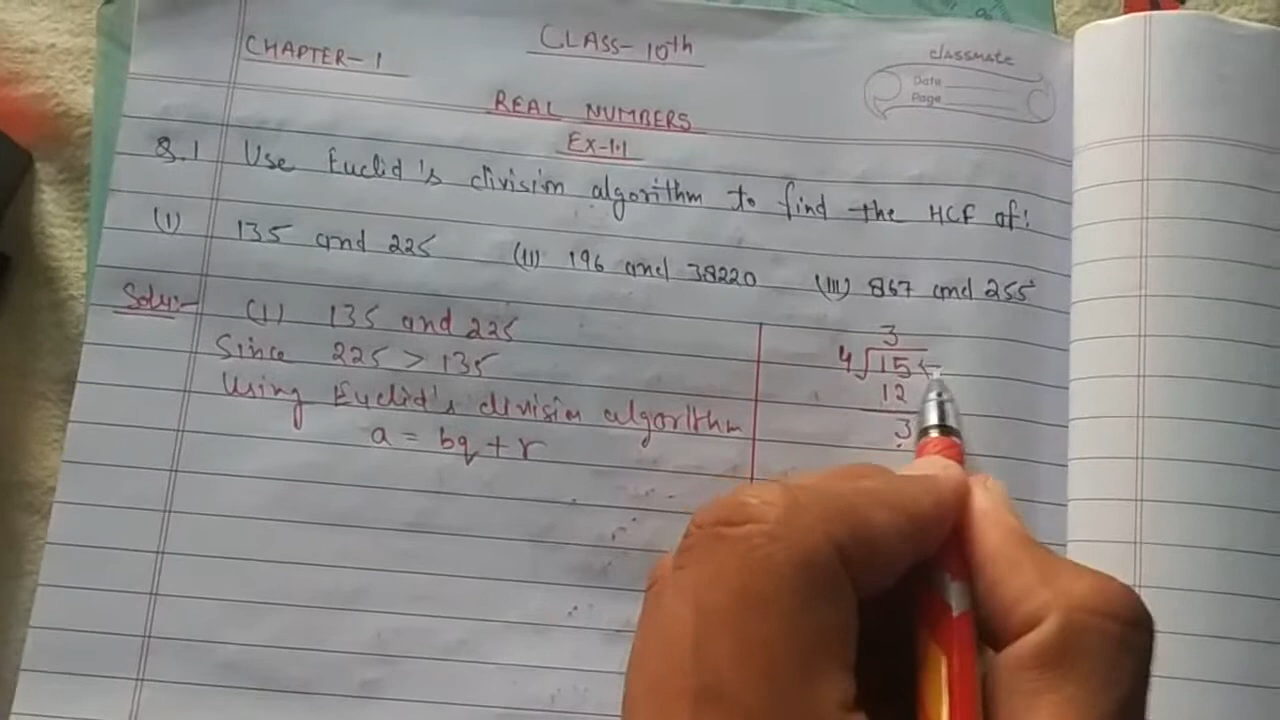 CLASS- 10th
CHAPTER- 1
classmate
Date
Page
REAL NUMBERS
EX-1.1
Q.1 Use Euclid's division algorithm to find the HCF of:
(I) 135 and 225 (II) 196 and 38220 (III) 867 and 255
Solu:- (I) 135 and 225
Since 225 > 135
Using Euclid's division algorithm
a = bq + r
3
4 15
12
3